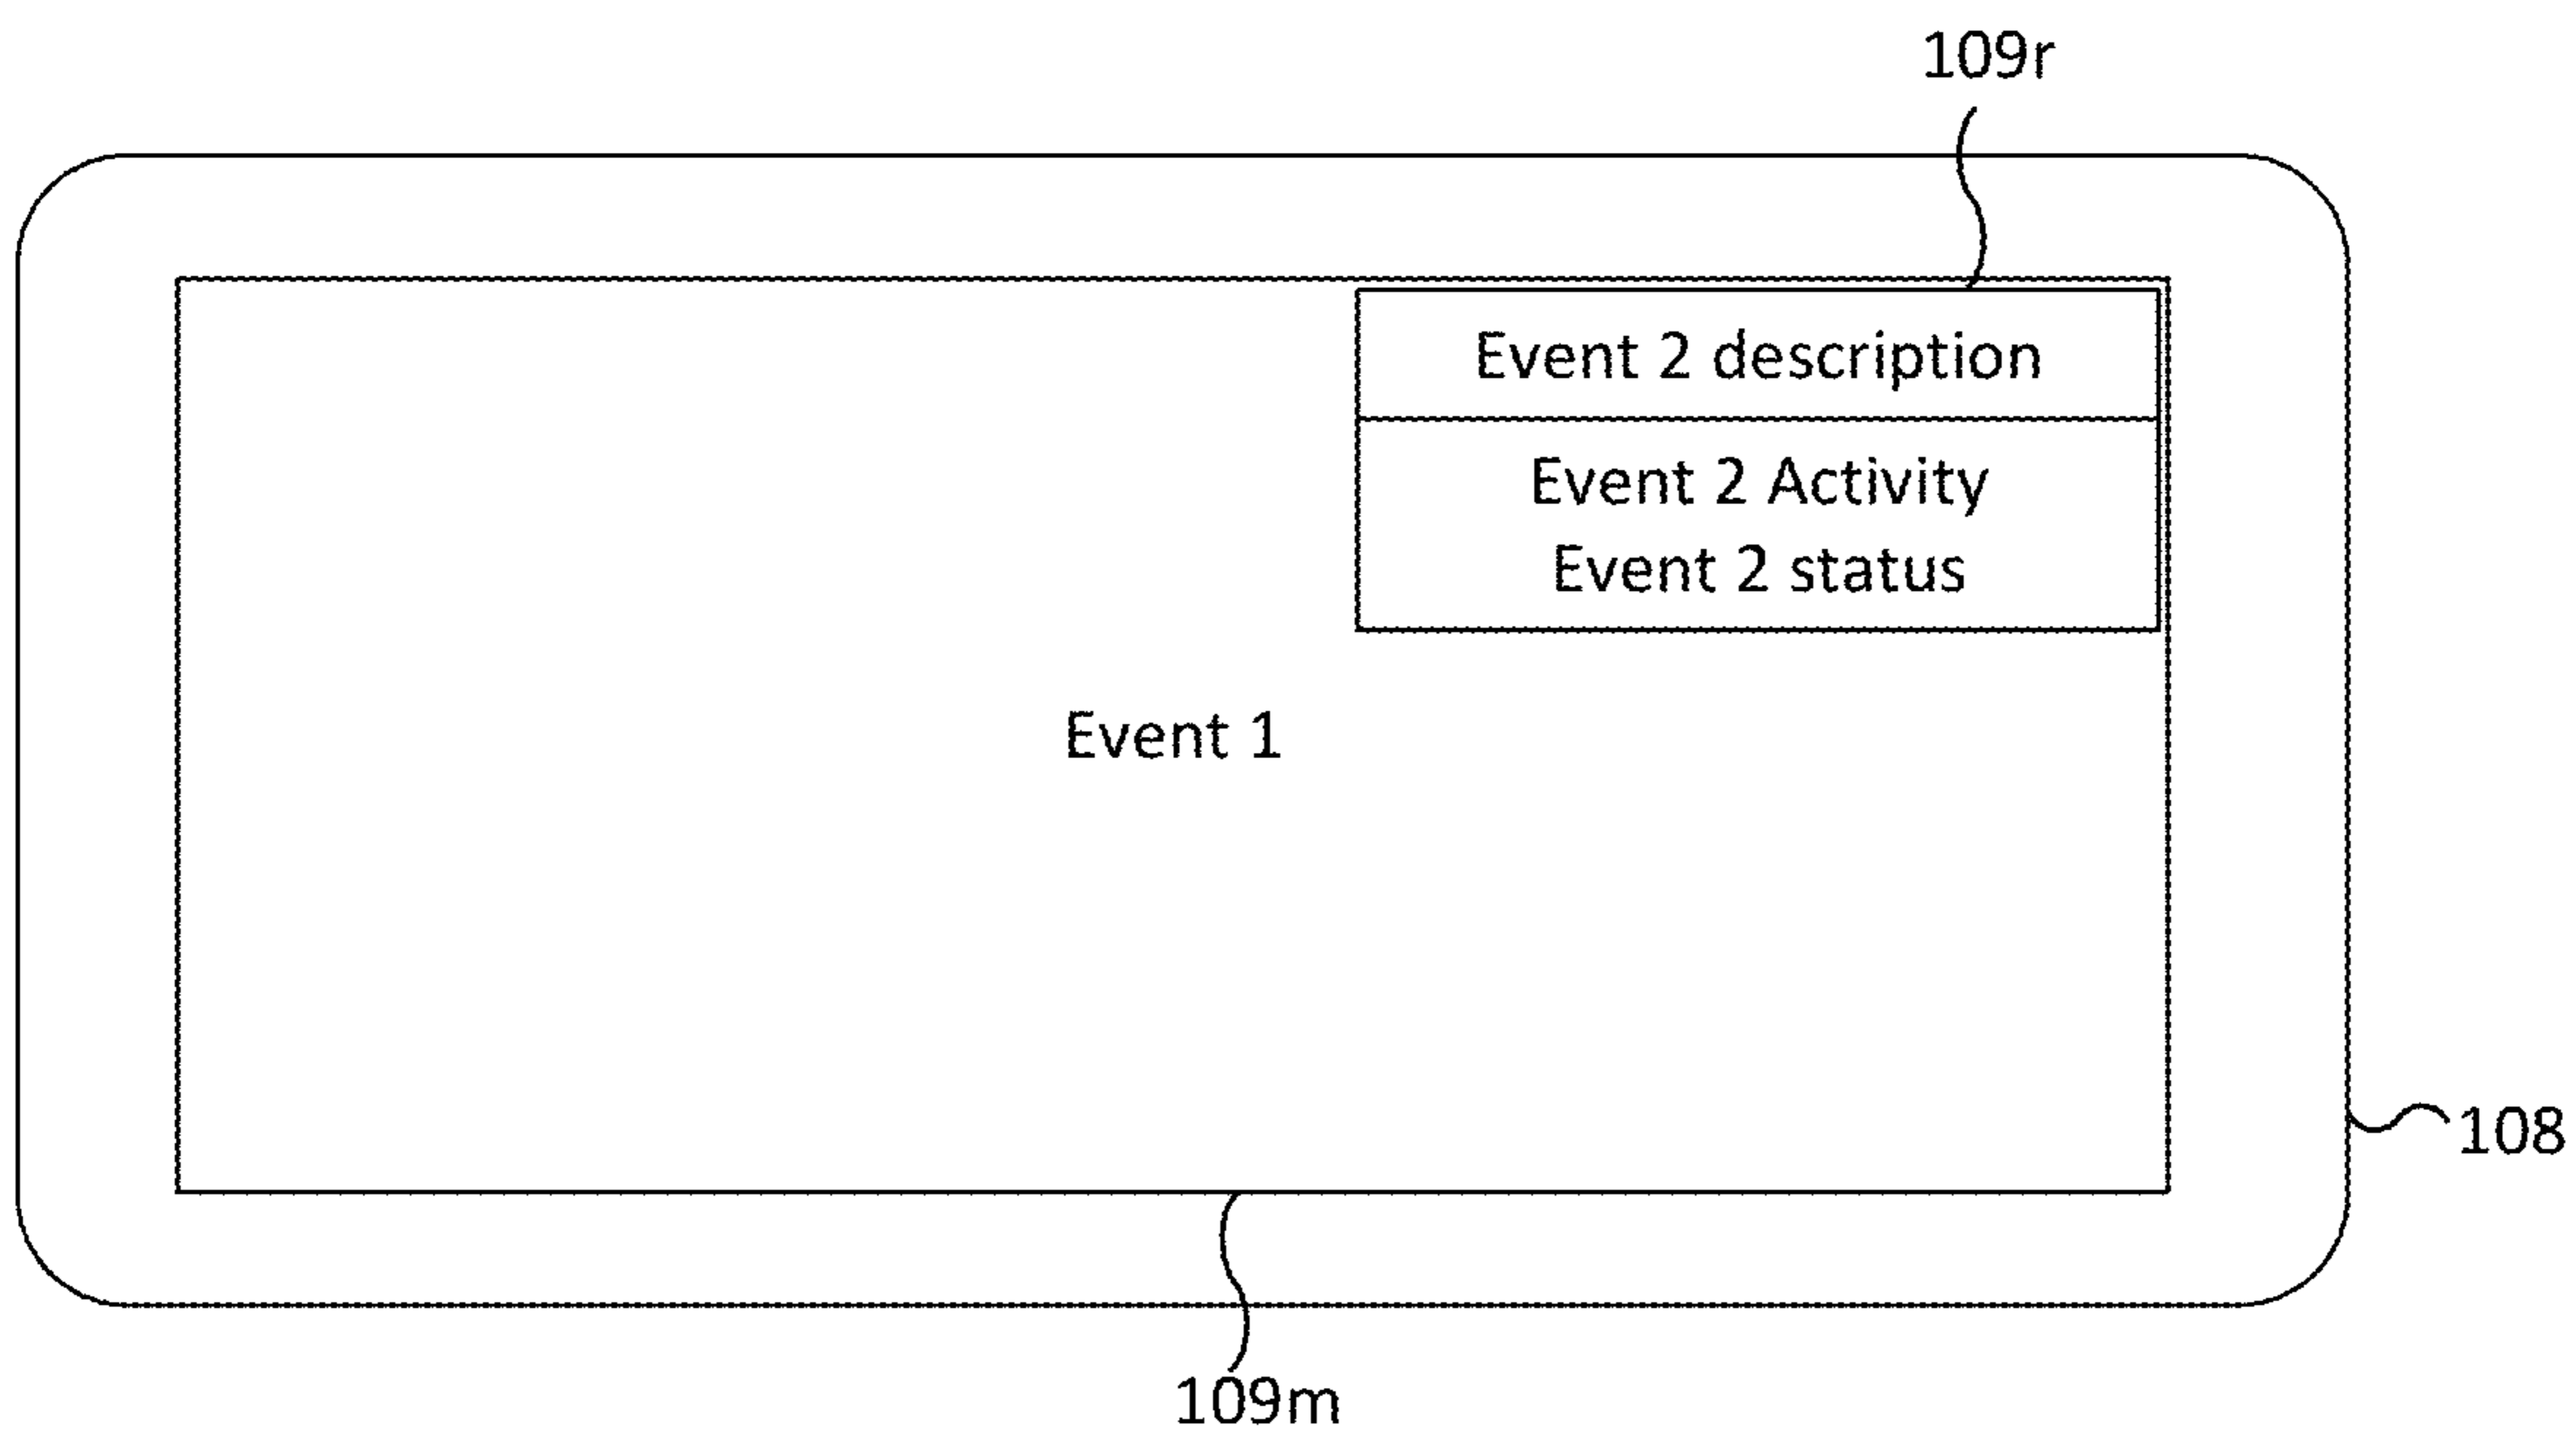 109r
Event 2 description
Event 2 Activity
Event 2 status
Event 1
108
109m